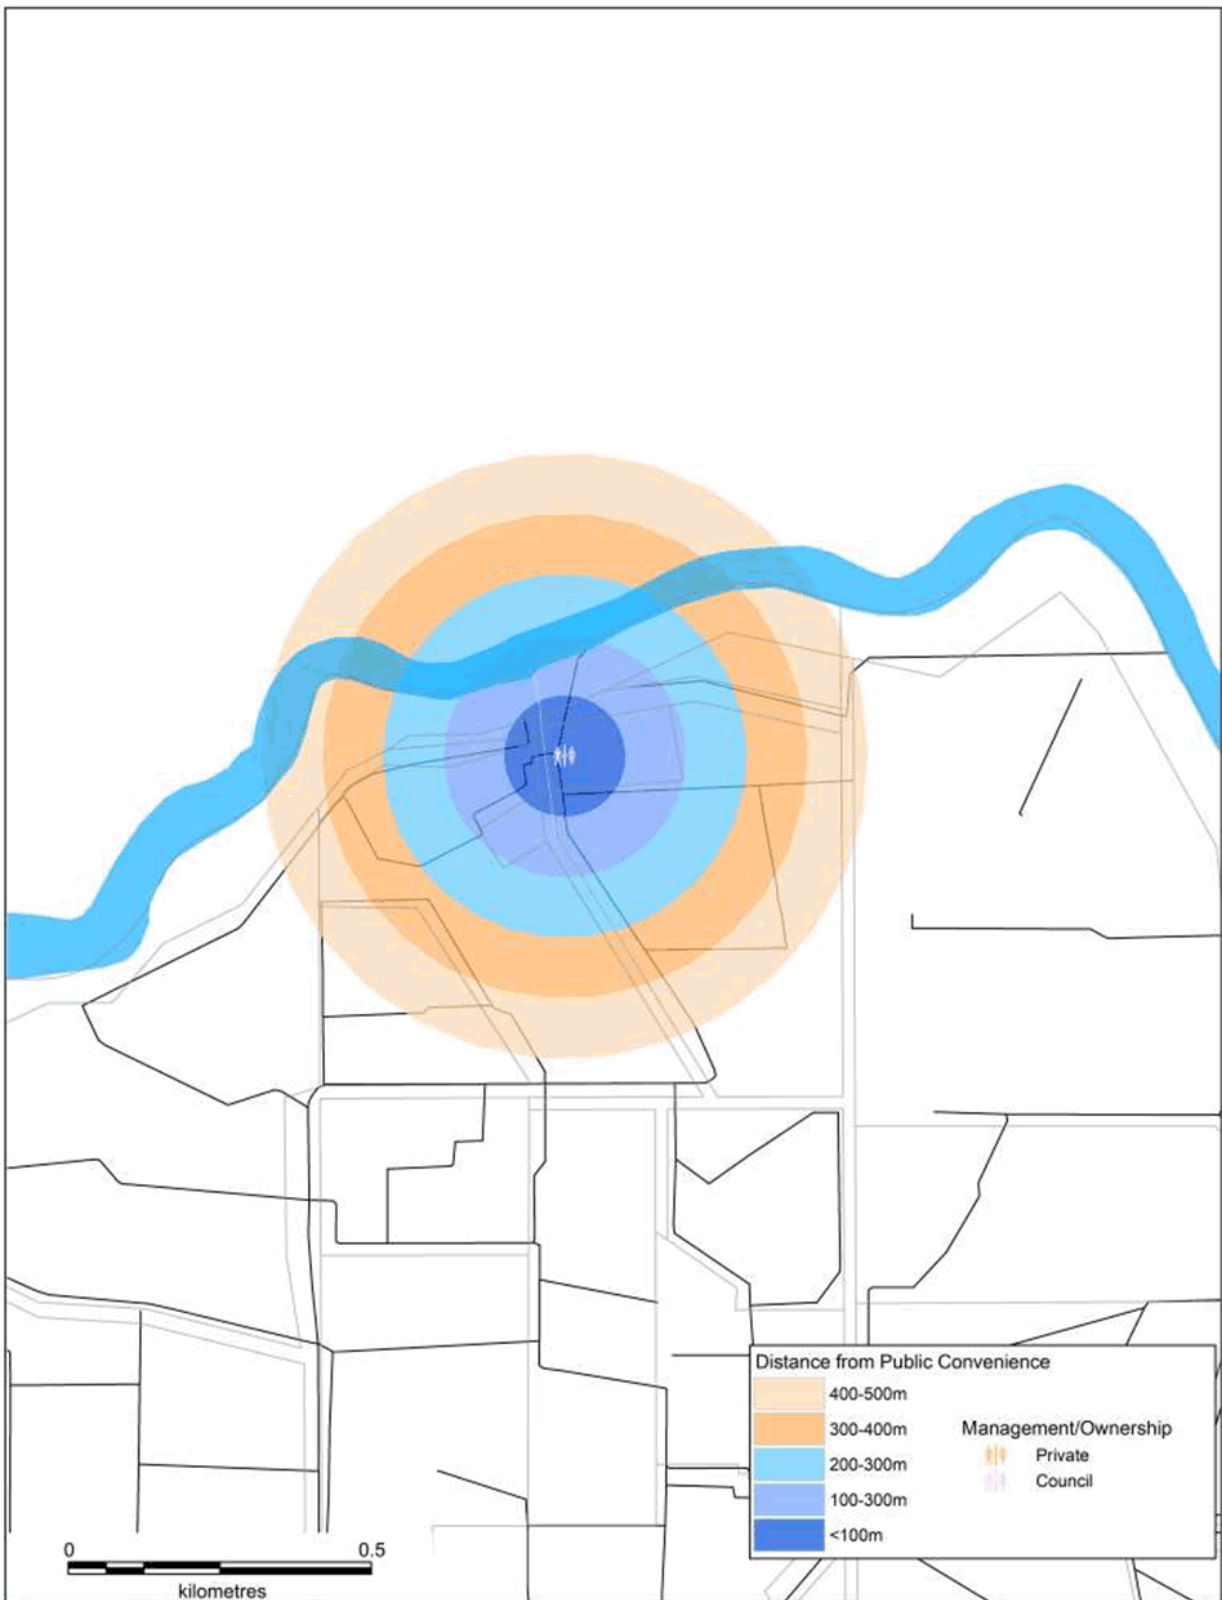 Distance from Public Convenience
400-500m
300-400m
200-300m
100-300m
<100m
Management/Ownership
Private
Council
0 0.5
kilometres